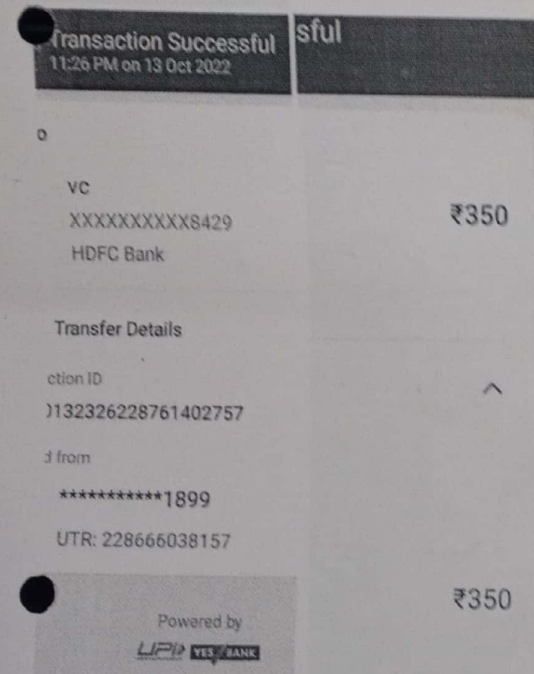 Transaction Successful
sful
11:26 PM on 13 Oct 2022
o
VC
XXXXXXXXXX8429
₹350
HDFC Bank
Transfer Details
ction ID
0132326228761402757
d from
***********1899
UTR: 228666038157
₹350
Powered by
UPI YES BANK